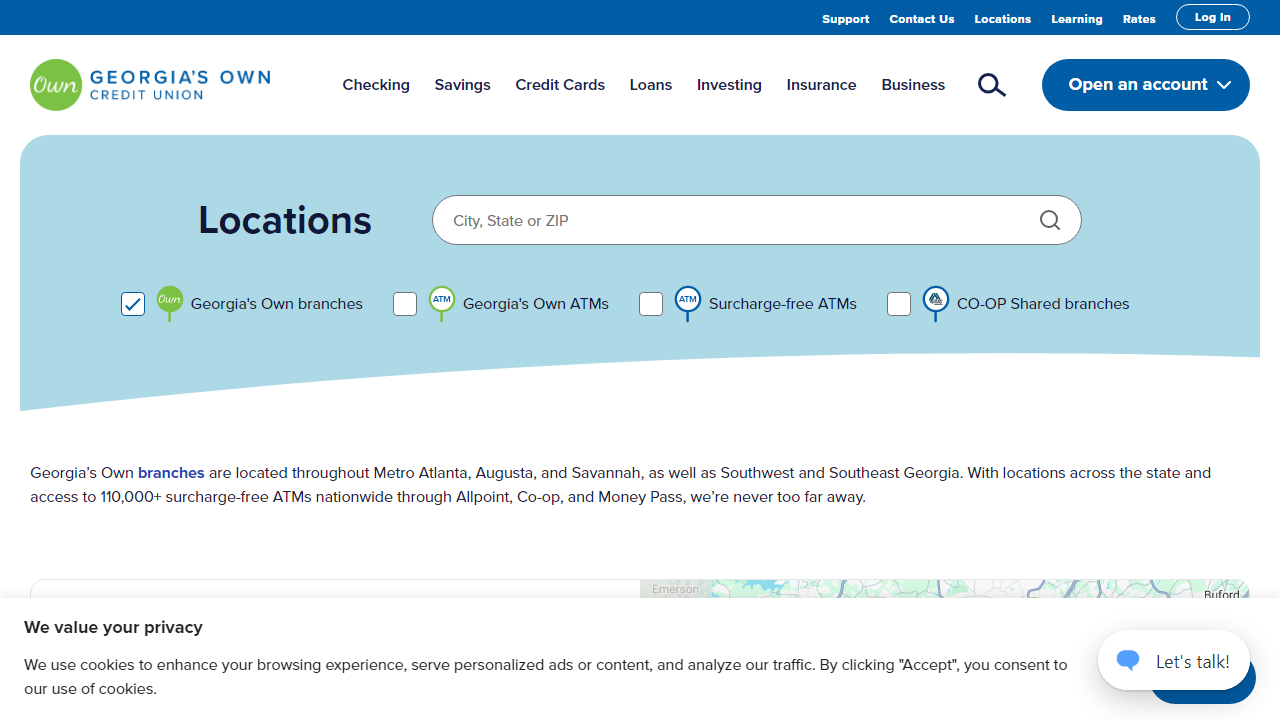 Support Contact Us Locations Learning Rates Log In
Own GEORGIA'S OWN
CREDIT UNION
Checking Savings Credit Cards Loans Investing Insurance Business Open an account
Locations
City, State or ZIP
Own Georgia's Own branches ATM Georgia's Own ATMs ATM Surcharge-free ATMs CO-OP Shared branches
Georgia's Own branches are located throughout Metro Atlanta, Augusta, and Savannah, as well as Southwest and Southeast Georgia. With locations across the state and
access to 110,000+ surcharge-free ATMs nationwide through Allpoint, Co-op, and Money Pass, we're never too far away.
Emerson
Buford
We value your privacy
We use cookies to enhance your browsing experience, serve personalized ads or content, and analyze our traffic. By clicking "Accept", you consent to
our use of cookies.
Let's talk!